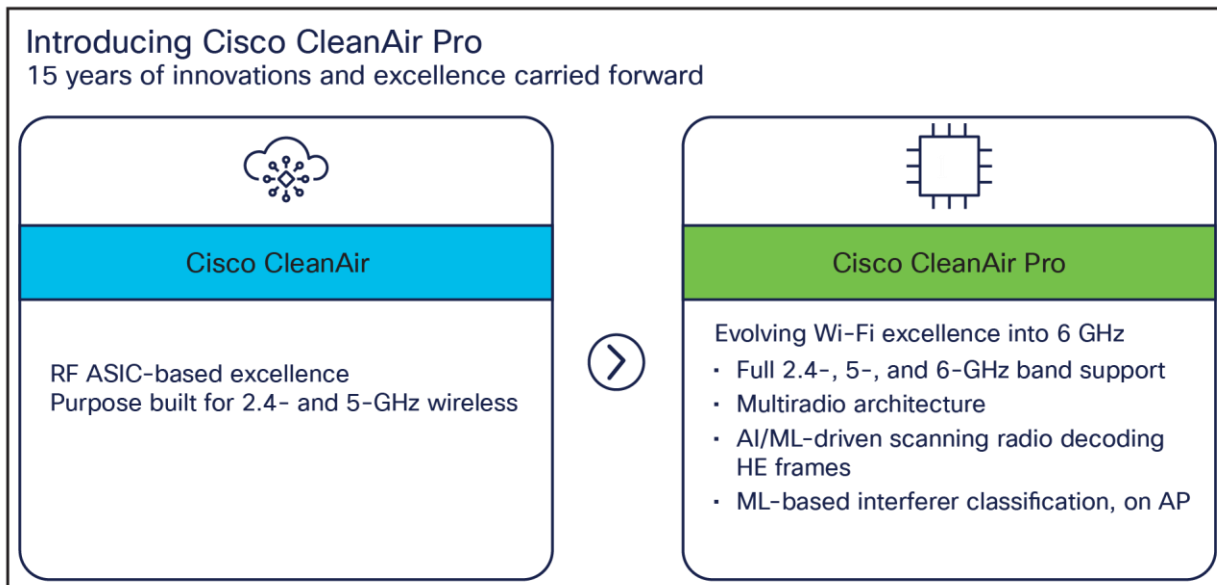 Introducing Cisco CleanAir Pro
15 years of innovations and excellence carried forward
Cisco CleanAir
RF ASIC-based excellence
Purpose built for 2.4- and 5-GHz wireless
Cisco CleanAir Pro
Evolving Wi-Fi excellence into 6 GHz
· Full 2.4-, 5-, and 6-GHz band support
· Multiradio architecture
· AI/ML-driven scanning radio decoding
HE frames
· ML-based interferer classification, on AP